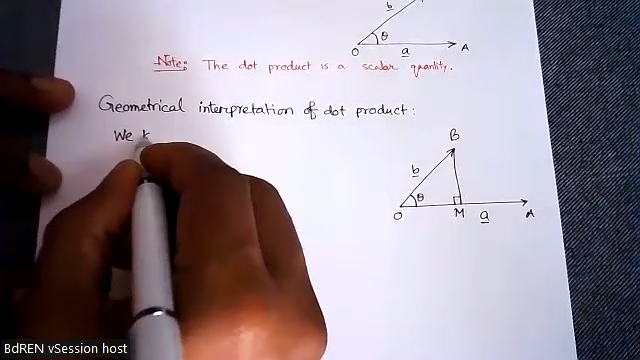 b
θ
O
a
A
Note: The dot product is a scalar quantity.
Geometrical interpretation of dot product:
We k
B
b
θ
O
M
a
A
BdREN vSession host